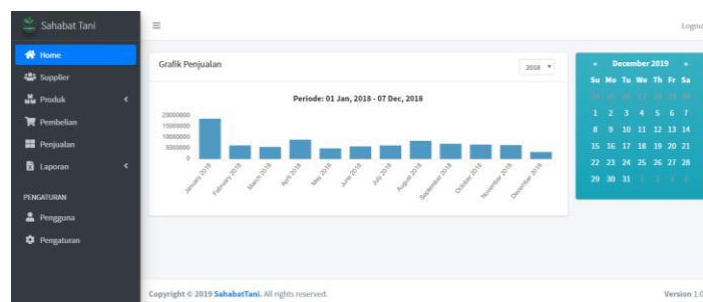 Sahabat Tani
Logout
Home
Supplier
Produk
Pembelian
Penjualan
Laporan
PENGATURAN
Pengguna
Pengaturan
Grafik Penjualan
2018
Periode: 01 Jan, 2018 - 07 Dec, 2018
20000000
15000000
10000000
5000000
0
January 2018
February 2018
March 2018
April 2018
May 2018
June 2018
July 2018
August 2018
September 2018
October 2018
November 2018
December 2018
« December 2019 »
Su Mo Tu We Th Fr Sa
1 2 3 4 5 6 7
8 9 10 11 12 13 14
15 16 17 18 19 20 21
22 23 24 25 26 27 28
29 30 31
Copyright © 2019 SahabatTani. All rights reserved.
Version 1.0